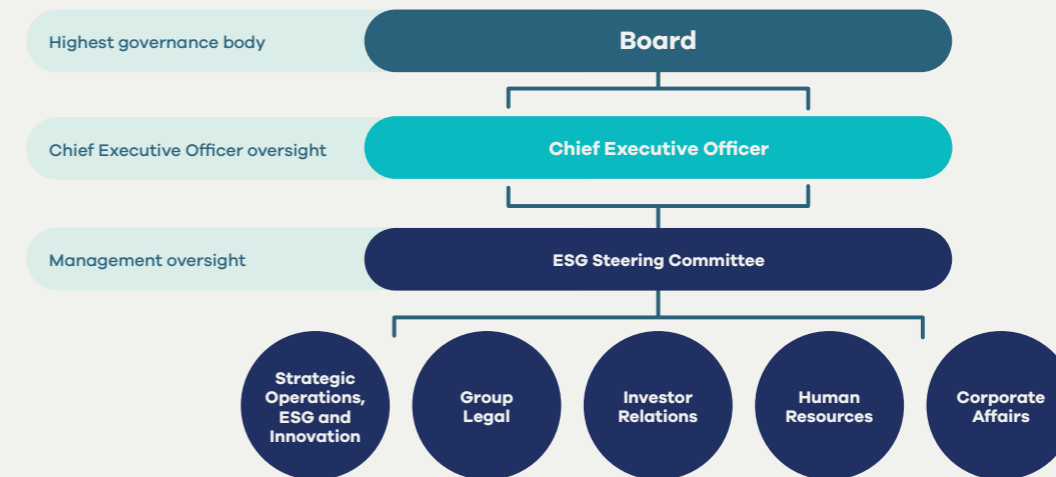 Highest governance body
Board
Chief Executive Officer oversight
Chief Executive Officer
Management oversight
ESG Steering Committee
Strategic
Operations,
ESG and
Innovation
Group
Legal
Investor
Relations
Human
Resources
Corporate
Affairs